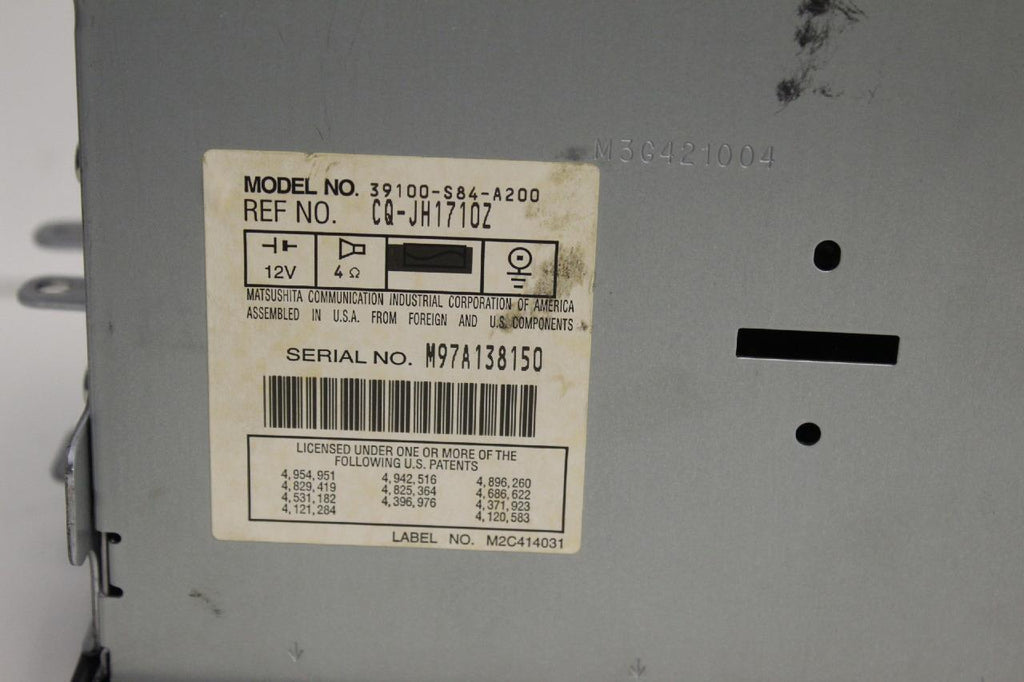 M3G421004
MODEL NO. 39100-S84-A200
REF NO. CQ-JH1710Z
12V
4 Ω
MATSUSHITA COMMUNICATION INDUSTRIAL CORPORATION OF AMERICA
ASSEMBLED IN U.S.A. FROM FOREIGN AND U.S. COMPONENTS
SERIAL NO. M97A138150
LICENSED UNDER ONE OR MORE OF THE
FOLLOWING U.S. PATENTS
4,954,951 4,942,516 4,896,260
4,829,419 4,825,364 4,686,622
4,531,182 4,396,976 4,371,923
4,121,284 4,120,583
LABEL NO. M2C414031